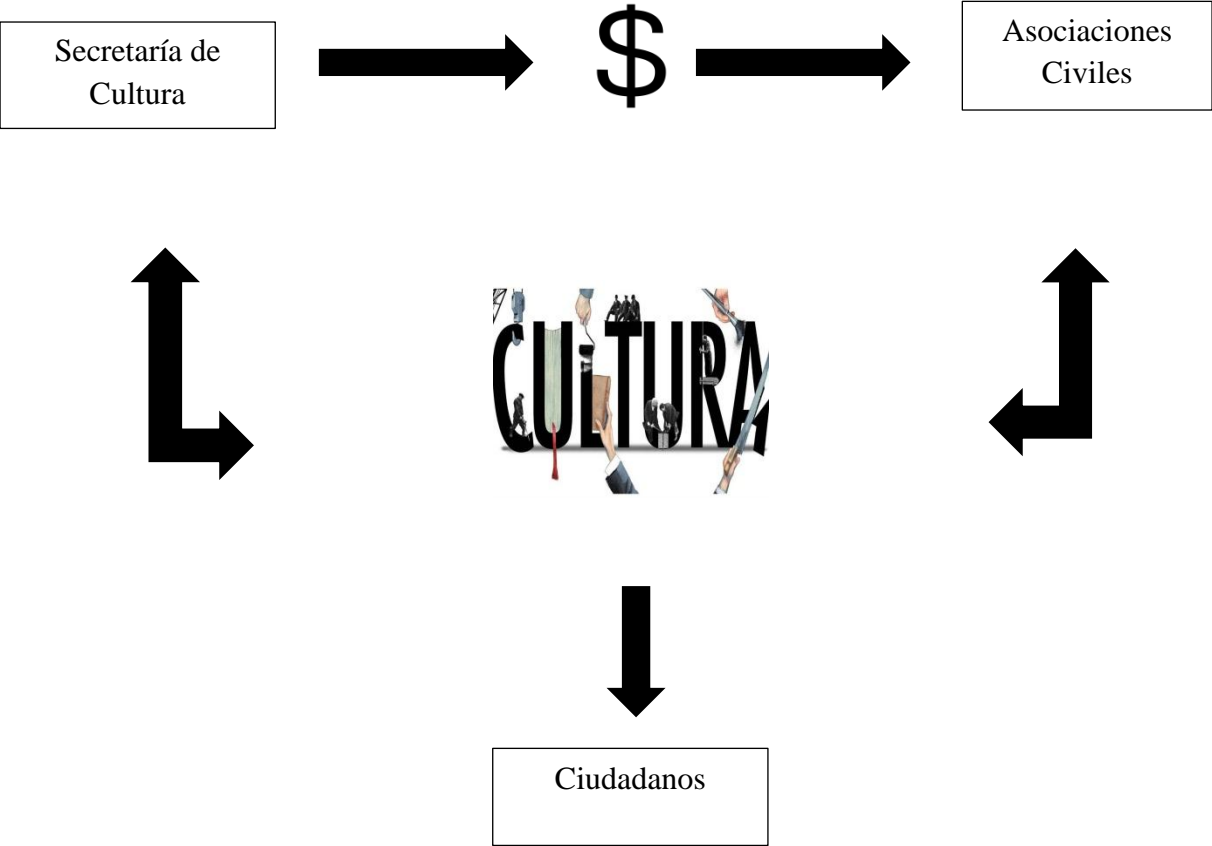 Secretaría de
Cultura
$
Asociaciones
Civiles
CULTURA
Ciudadanos